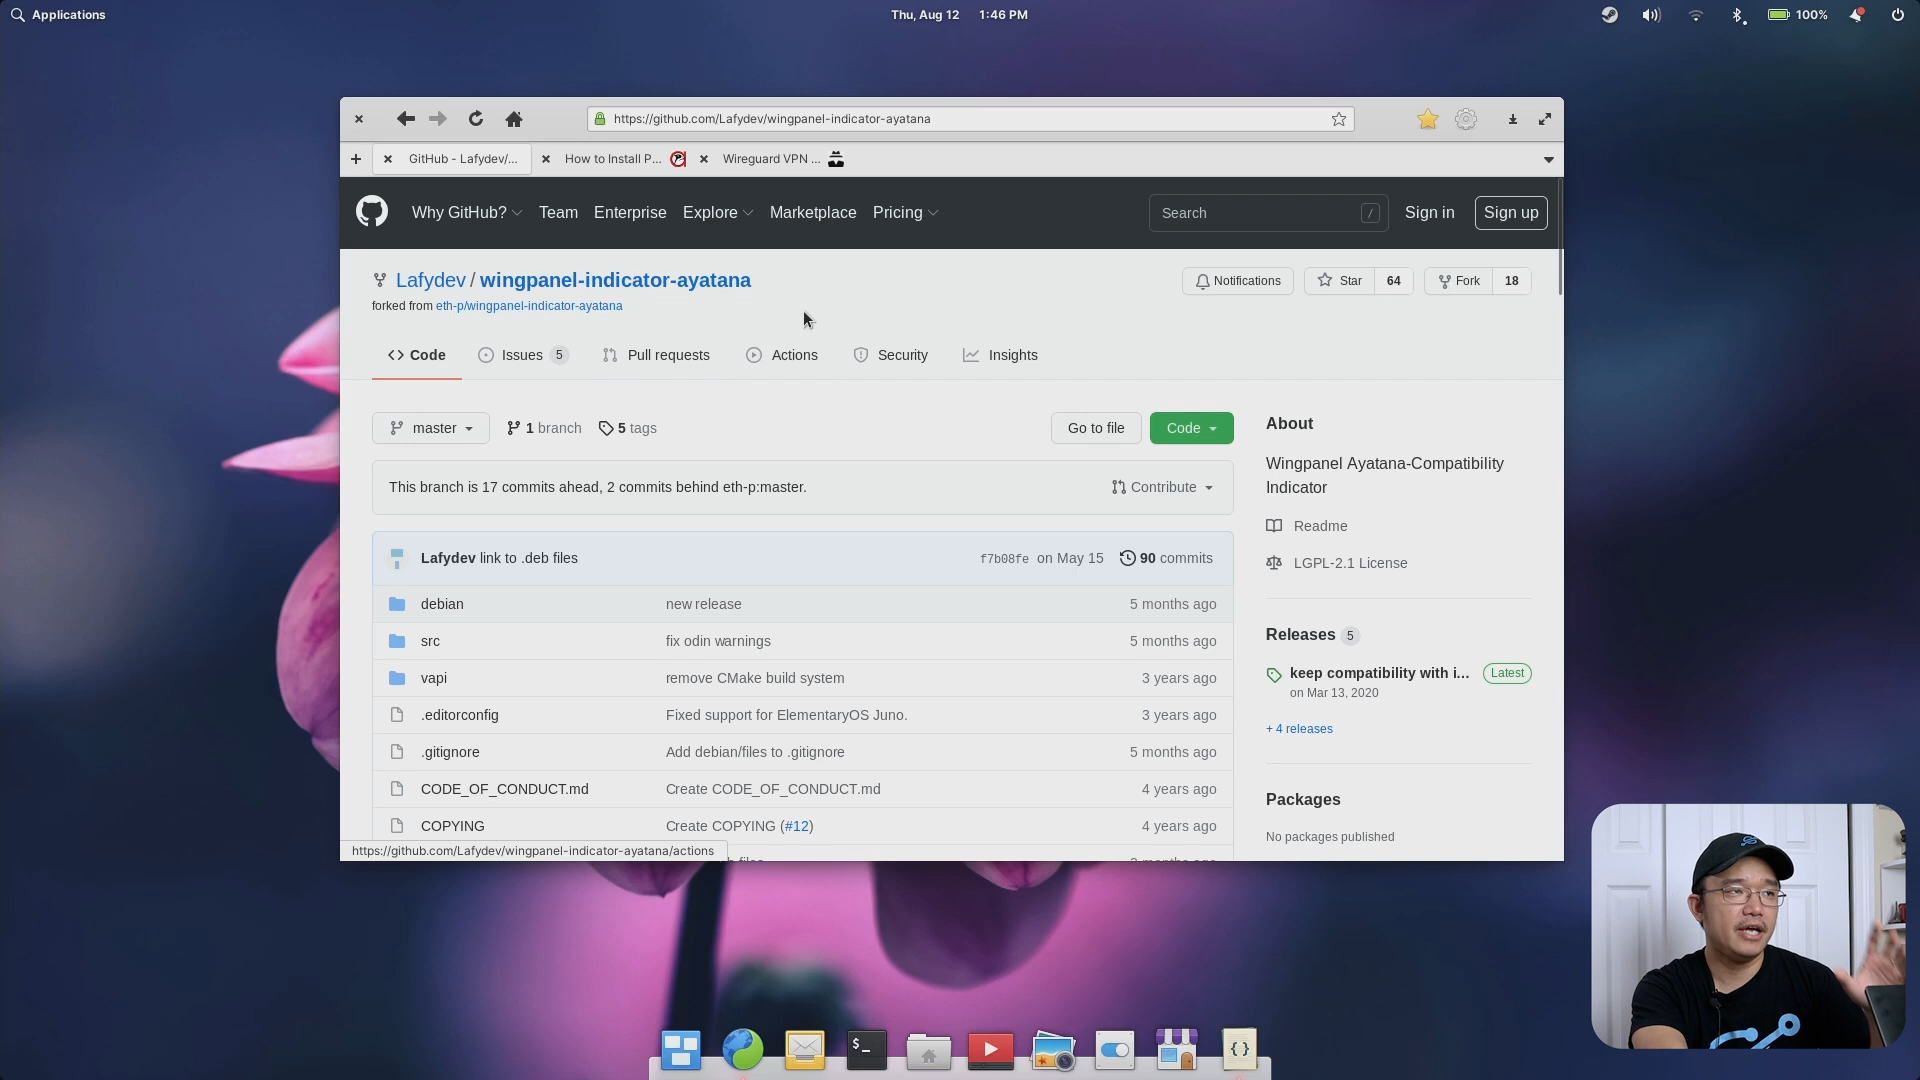 Applications
Thu, Aug 12 1:46 PM
100%
https://github.com/Lafydev/wingpanel-indicator-ayatana
GitHub - Lafydev/...
How to Install P...
Wireguard VPN ...
Why GitHub?
Team
Enterprise
Explore
Marketplace
Pricing
Search
/
Sign in
Sign up
Lafydev / wingpanel-indicator-ayatana
forked from eth-p/wingpanel-indicator-ayatana
Notifications
Star 64
Fork 18
Code
Issues 5
Pull requests
Actions
Security
Insights
master
1 branch
5 tags
Go to file
Code
This branch is 17 commits ahead, 2 commits behind eth-p:master.
Contribute
Lafydev link to .deb files
f7b08fe on May 15
90 commits
debian new release 5 months ago
src fix odin warnings 5 months ago
vapi remove CMake build system 3 years ago
.editorconfig Fixed support for ElementaryOS Juno. 3 years ago
.gitignore Add debian/files to .gitignore 5 months ago
CODE_OF_CONDUCT.md Create CODE_OF_CONDUCT.md 4 years ago
COPYING Create COPYING (#12) 4 years ago
https://github.com/Lafydev/wingpanel-indicator-ayatana/actions
About
Wingpanel Ayatana-Compatibility
Indicator
Readme
LGPL-2.1 License
Releases 5
keep compatibility with i...
Latest
on Mar 13, 2020
+ 4 releases
Packages
No packages published
$_
{}